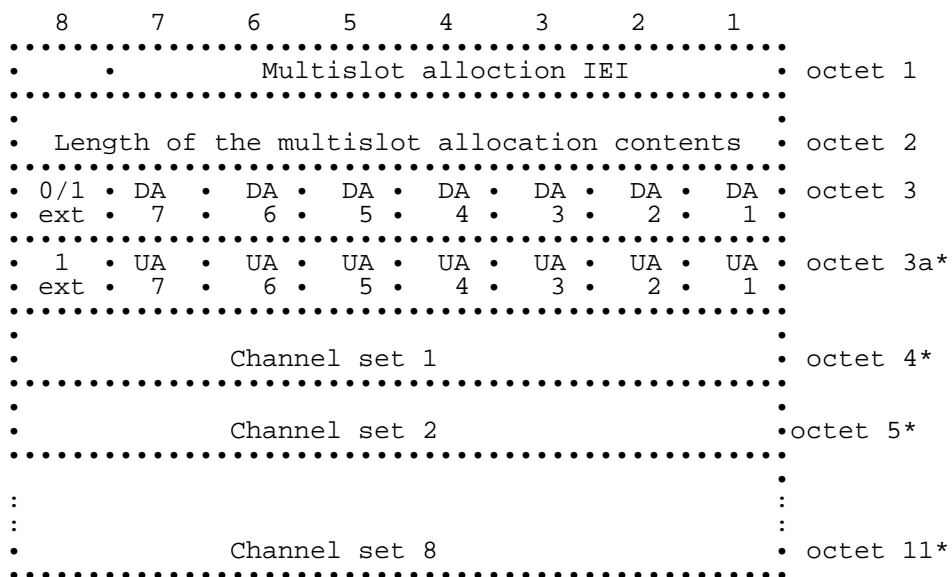 8 7 6 5 4 3 2 1
Multislot alloction IEI octet 1
Length of the multislot allocation contents octet 2
0/1 DA DA DA DA DA DA DA octet 3
ext 7 6 5 4 3 2 1
1 UA UA UA UA UA UA UA octet 3a*
ext 7 6 5 4 3 2 1
Channel set 1 octet 4*
Channel set 2 octet 5*
:
:
Channel set 8 octet 11*